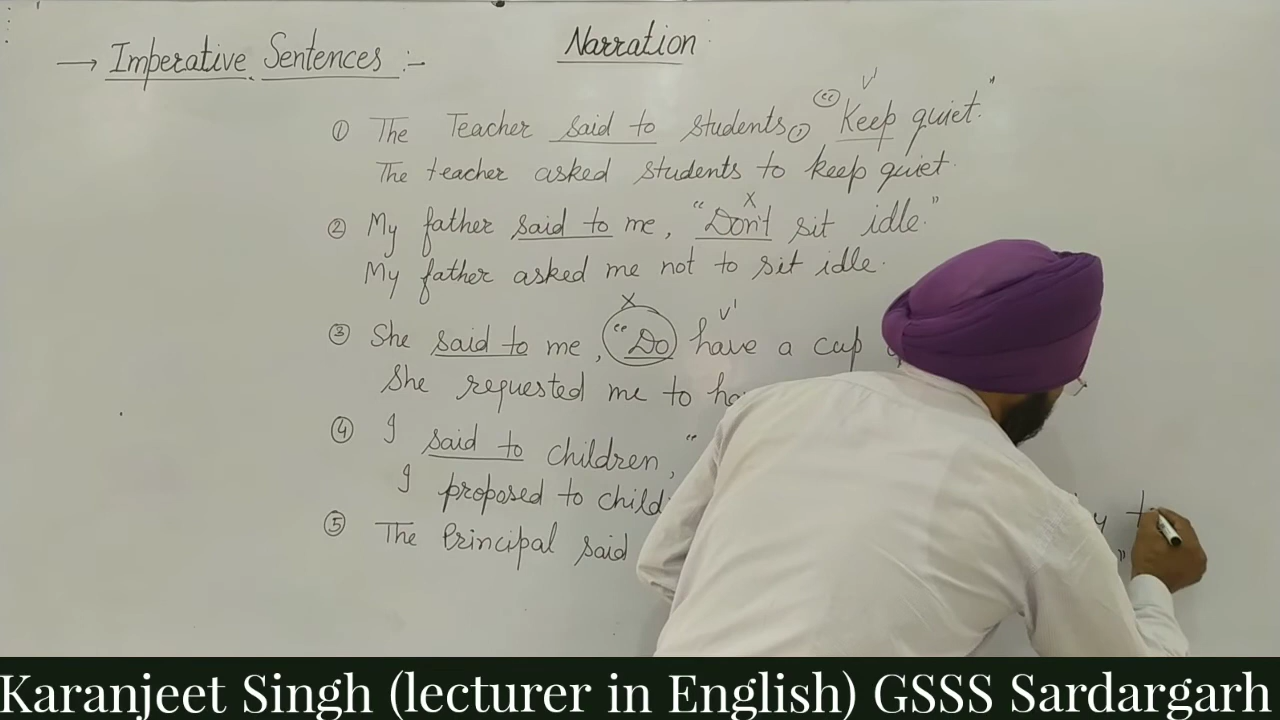 Narration
→ Imperative Sentences :-
① The Teacher said to students, "Keep quiet."
The teacher asked students to keep quiet.
② My father said to me, "Don't sit idle."
My father asked me not to sit idle.
③ She said to me, "Do have a cup
She requested me to
④ I said to children, "
I proposed to
⑤ The Principal said
Karanjeet Singh (lecturer in English) GSSS Sardargarh